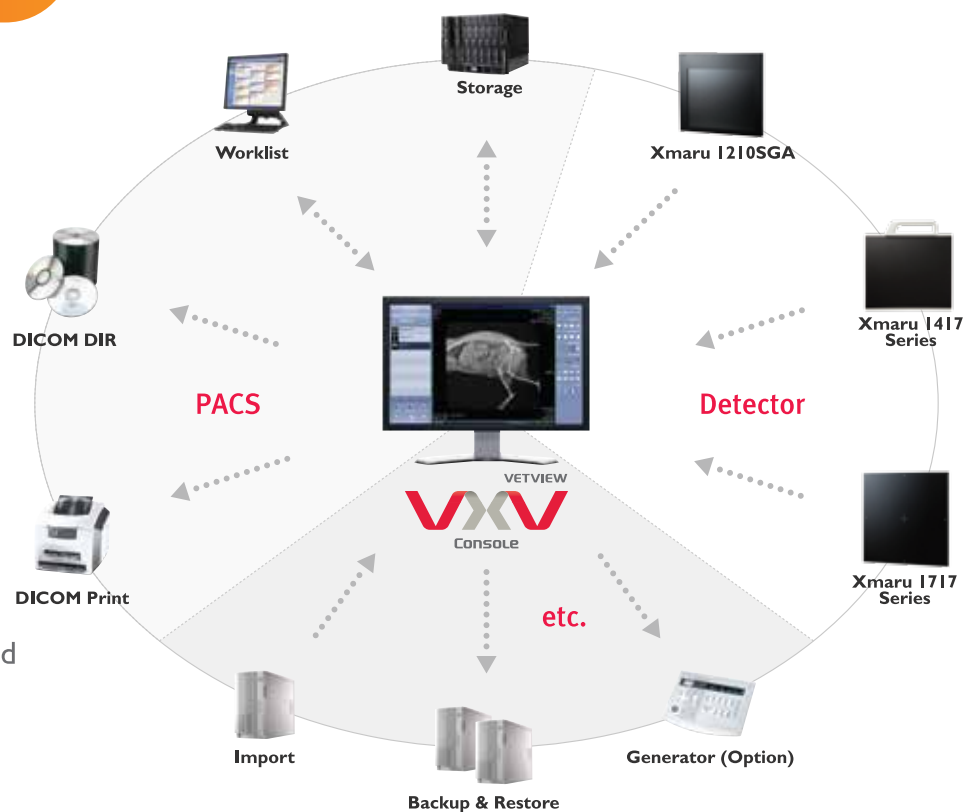 Storage
Worklist
Xmaru 1210SGA
DICOM DIR
Xmaru 1417
Series
PACS
Detector
VETVIEW
VXV
Console
DICOM Print
Xmaru 1717
Series
etc.
d
Import
Generator (Option)
Backup & Restore